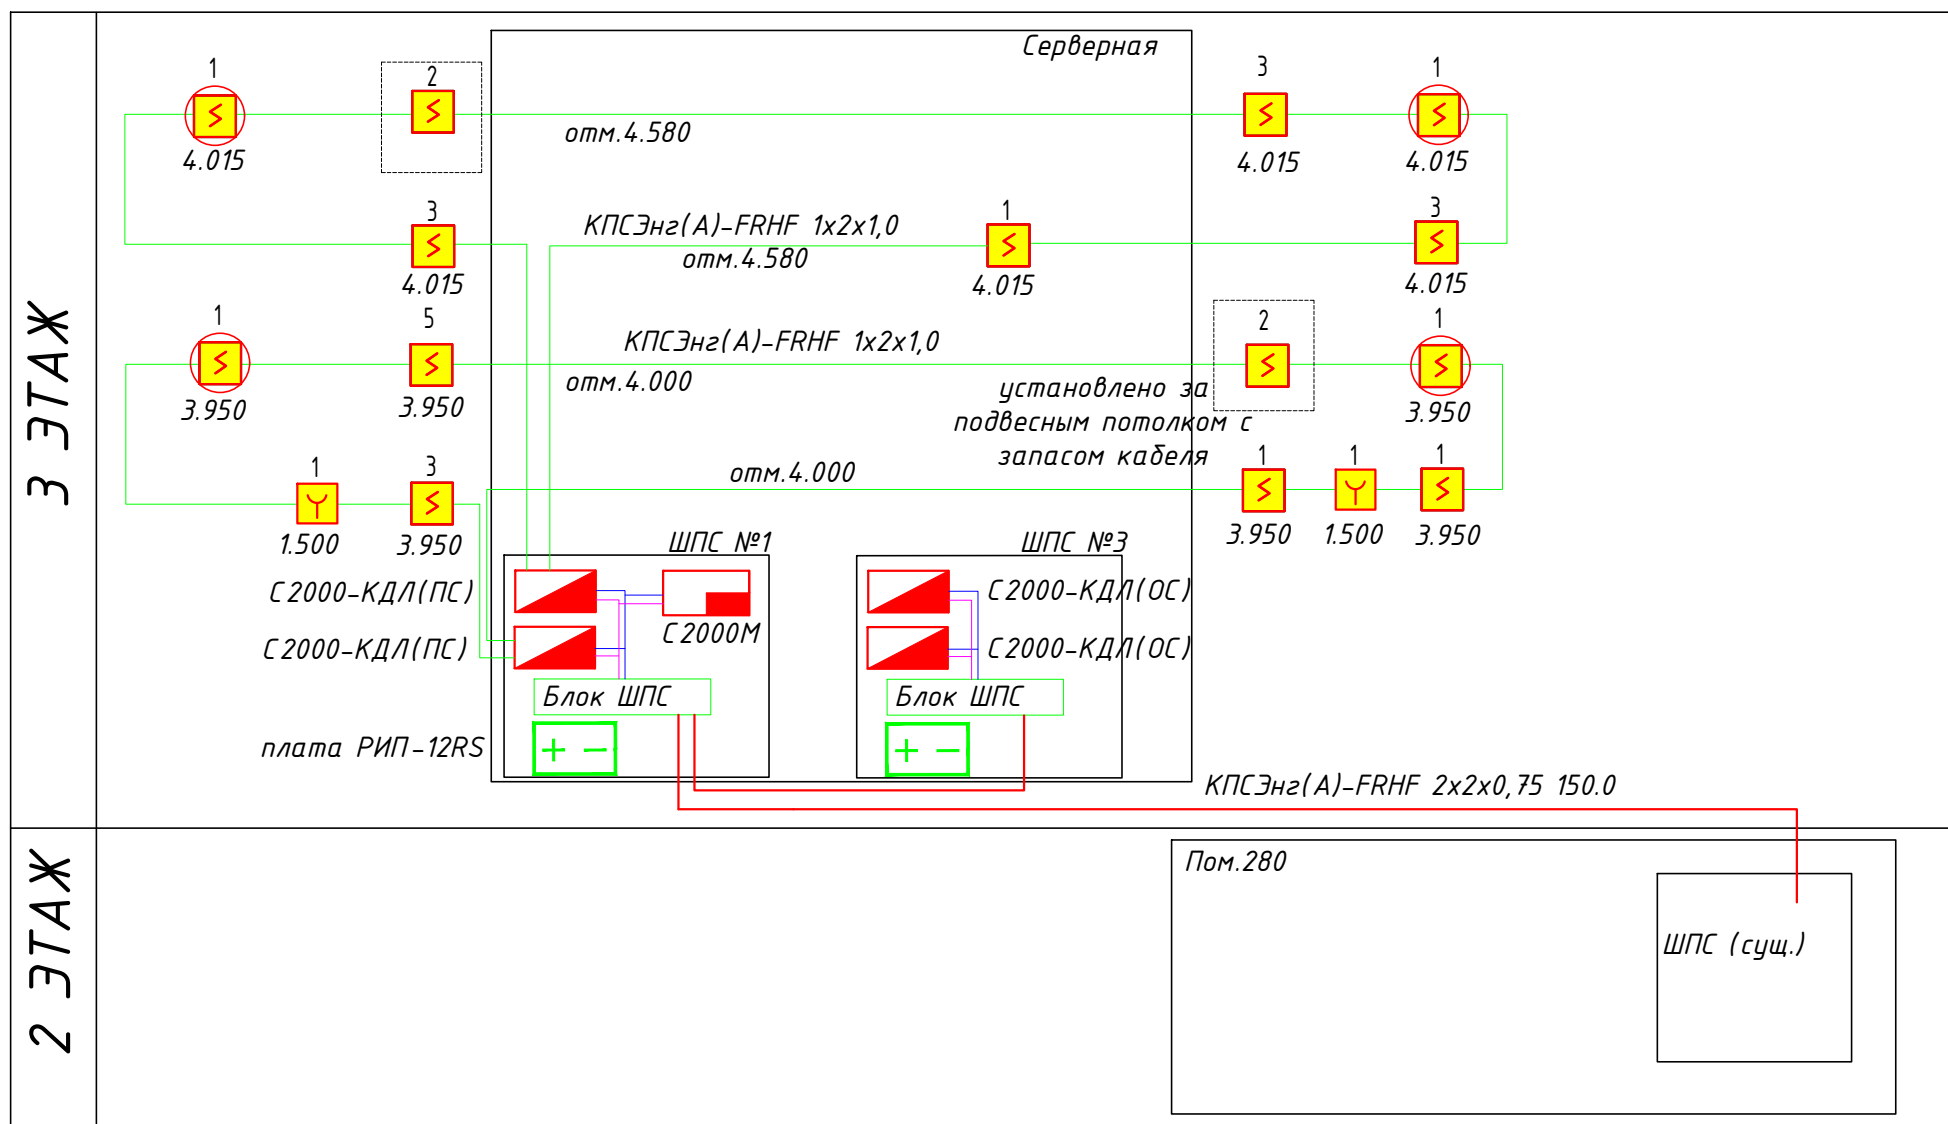 3 ЭТАЖ
Серверная
1
2
3
1
4.015
отм.4.580
4.015
4.015
3
КПСЭнг(А)-FRHF 1х2х1,0
1
3
4.015
отм.4.580
4.015
4.015
1
5
КПСЭнг(А)-FRHF 1х2х1,0
2
1
3.950
3.950
отм.4.000
установлено за
подвесным потолком с
запасом кабеля
3.950
1
3
отм.4.000
1
1
1
1.500
3.950
3.950
1.500
3.950
ШПС №1
ШПС №3
С2000-КДЛ(ПС)
С2000М
С2000-КДЛ(ОС)
С2000-КДЛ(ПС)
С2000-КДЛ(ОС)
Блок ШПС
Блок ШПС
плата РИП-12RS
+ -
+ -
КПСЭнг(А)-FRHF 2х2х0,75 150.0
2 ЭТАЖ
Пом.280
ШПС (сущ.)